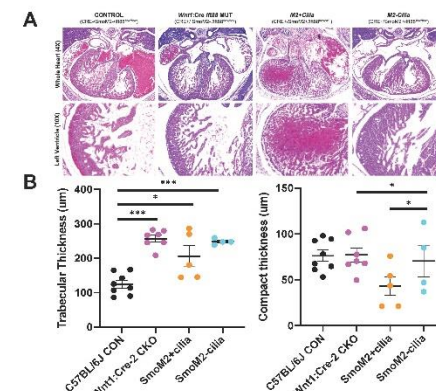 A
CONTROL
Wnt1:Cre Ift88 MUT
M2+Cilia
M2-Cilia
Whole Heart (4X)
Left Ventricle (10X)
B
Trabecular Thickness (um)
400
300
200
100
0
***
*
***
C57BL/6J CON
Wnt1:Cre-2 CKO
SmoM2+cilia
SmoM2-cilia
Compact thickness (um)
150
100
50
0
*
*
C57BL/6J CON
Wnt1:Cre-2 CKO
SmoM2+cilia
SmoM2-cilia